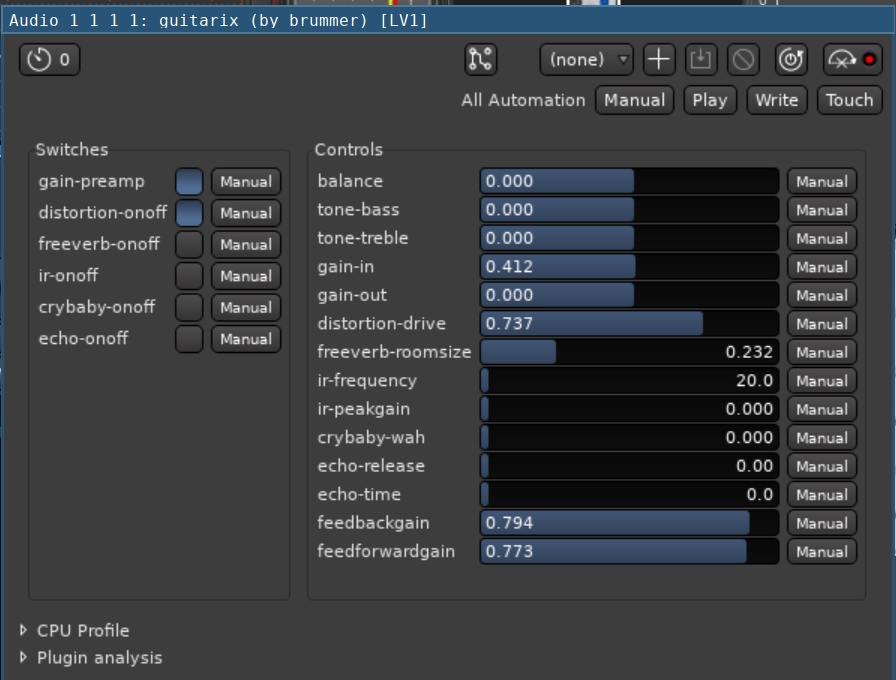 Audio 1 1 1 1: guitarix (by brummer) [LV1]
0 (none)
All Automation Manual Play Write Touch
Switches
gain-preamp Manual
distortion-onoff Manual
freeverb-onoff Manual
ir-onoff Manual
crybaby-onoff Manual
echo-onoff Manual
Controls
balance 0.000 Manual
tone-bass 0.000 Manual
tone-treble 0.000 Manual
gain-in 0.412 Manual
gain-out 0.000 Manual
distortion-drive 0.737 Manual
freeverb-roomsize 0.232 Manual
ir-frequency 20.0 Manual
ir-peakgain 0.000 Manual
crybaby-wah 0.000 Manual
echo-release 0.00 Manual
echo-time 0.0 Manual
feedbackgain 0.794 Manual
feedforwardgain 0.773 Manual
CPU Profile
Plugin analysis